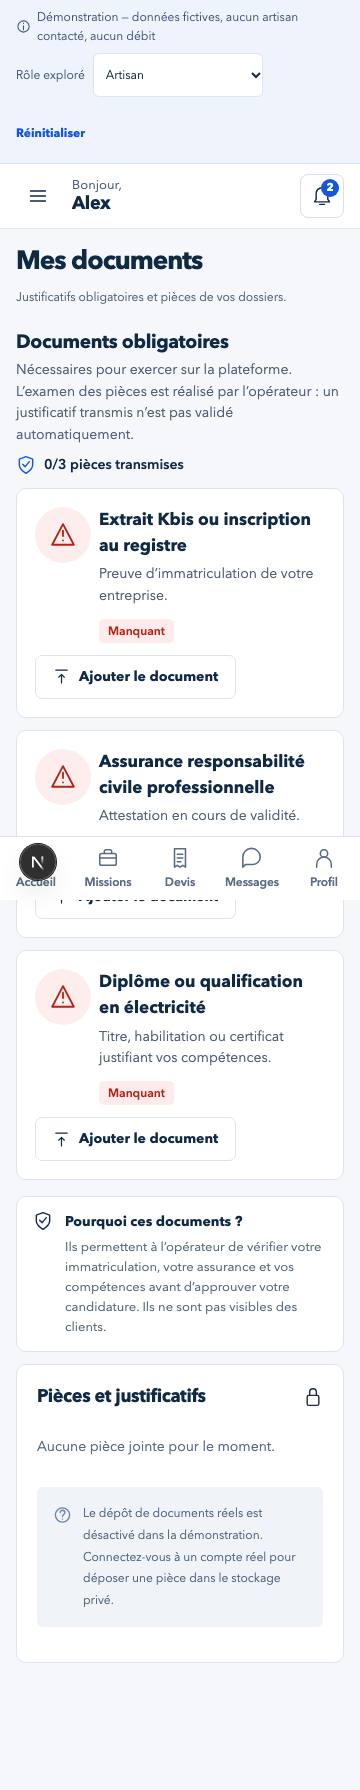 Démonstration — données fictives, aucun artisan
contacté, aucun débit
Rôle exploré
Artisan
Réinitialiser
Bonjour,
Alex
2
Mes documents
Justificatifs obligatoires et pièces de vos dossiers.
Documents obligatoires
Nécessaires pour exercer sur la plateforme.
L’examen des pièces est réalisé par l’opérateur : un
justificatif transmis n’est pas validé
automatiquement.
0/3 pièces transmises
Extrait Kbis ou inscription
au registre
Preuve d’immatriculation de votre
entreprise.
Manquant
Ajouter le document
Assurance responsabilité
civile professionnelle
Attestation en cours de validité.
N
Accueil
Missions
Devis
Messages
Profil
Diplôme ou qualification
en électricité
Titre, habilitation ou certificat
justifiant vos compétences.
Manquant
Ajouter le document
Pourquoi ces documents ?
Ils permettent à l’opérateur de vérifier votre
immatriculation, votre assurance et vos
compétences avant d’approuver votre
candidature. Ils ne sont pas visibles des
clients.
Pièces et justificatifs
Aucune pièce jointe pour le moment.
Le dépôt de documents réels est
désactivé dans la démonstration.
Connectez-vous à un compte réel pour
déposer une pièce dans le stockage
privé.